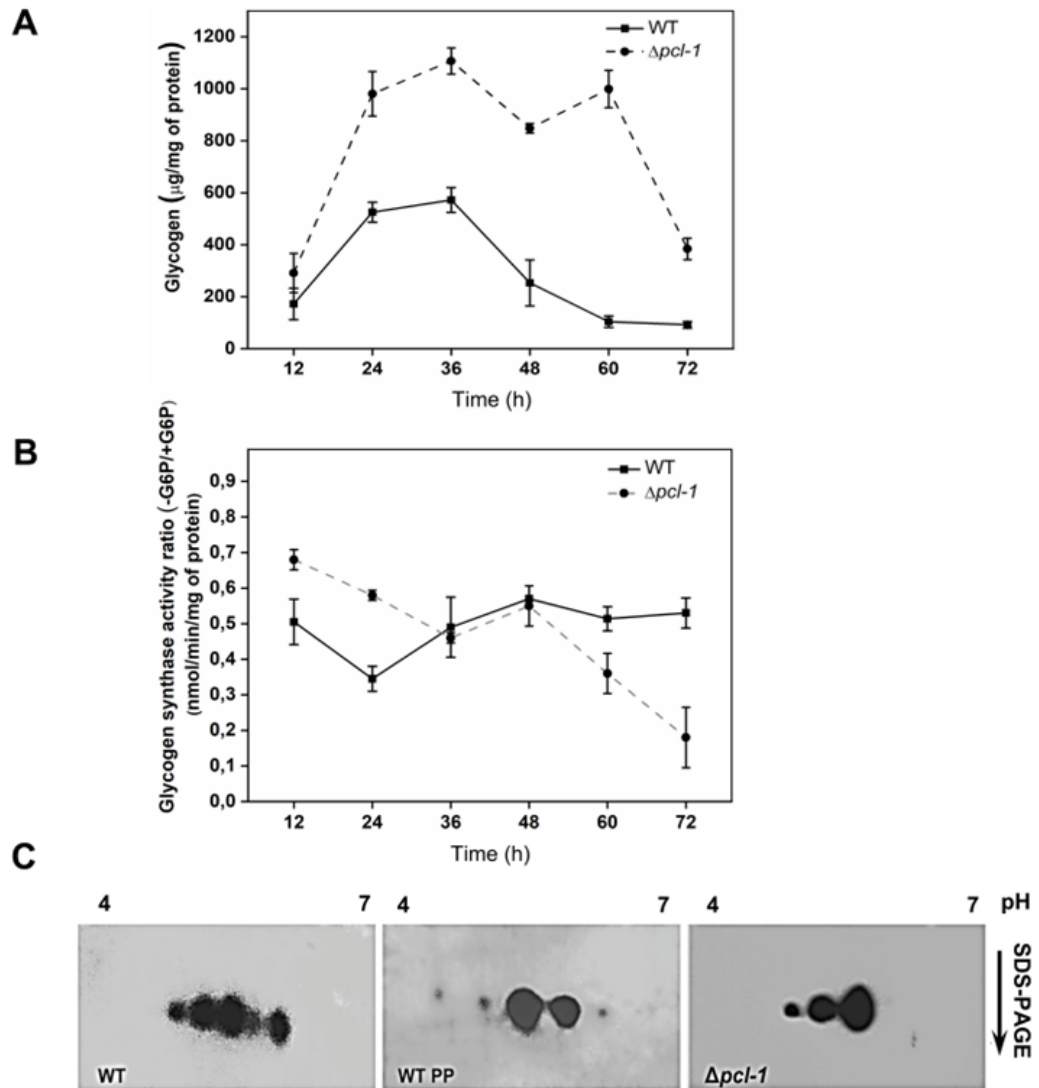 A
Glycogen (µg/mg of protein)
1200
1000
800
600
400
200
0
WT
Δpcl-1
12 24 36 48 60 72
Time (h)
B
Glycogen synthase activity ratio (-G6P/+G6P)
(nmol/min/mg of protein)
0,9
0,8
0,7
0,6
0,5
0,4
0,3
0,2
0,1
0,0
WT
Δpcl-1
12 24 36 48 60 72
Time (h)
C
4 7 4 7 4 7 pH
WT
WT PP
Δpcl-1
SDS-PAGE